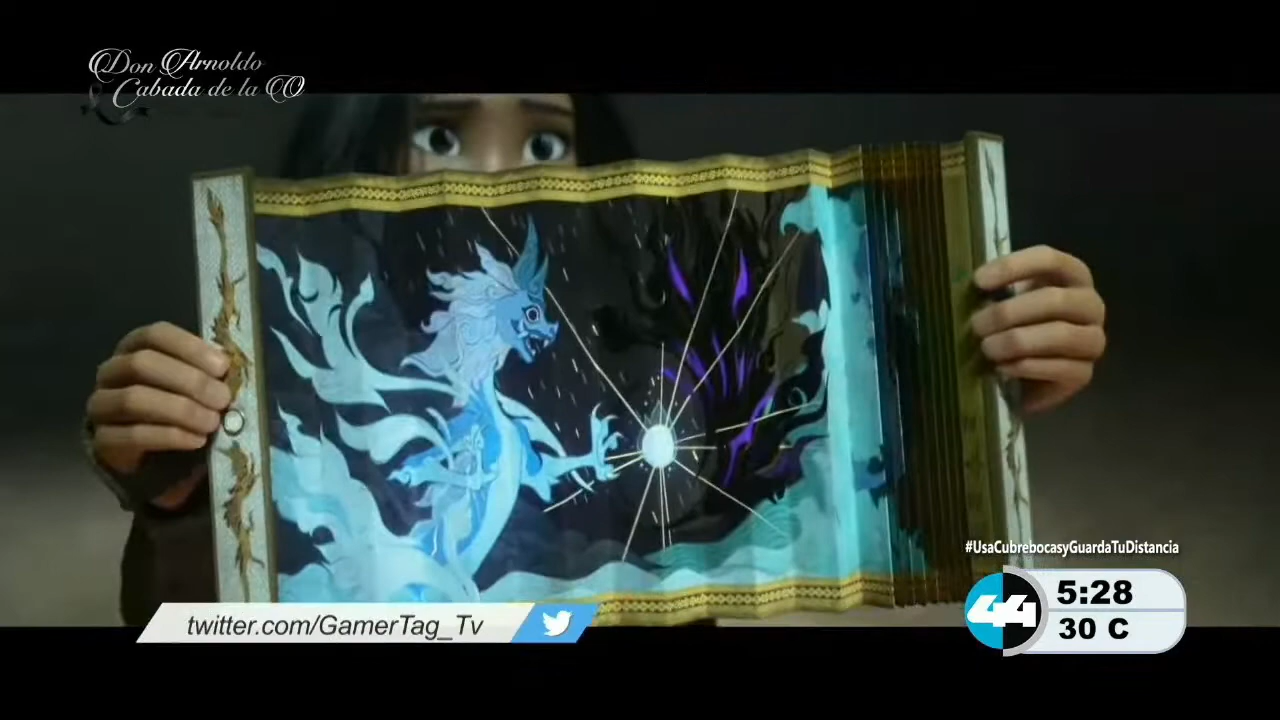 Don Arnoldo
Cabada de la O
#UsaCubrebocasyGuardaTuDistancia
44
5:28
30 C
twitter.com/GamerTag_Tv